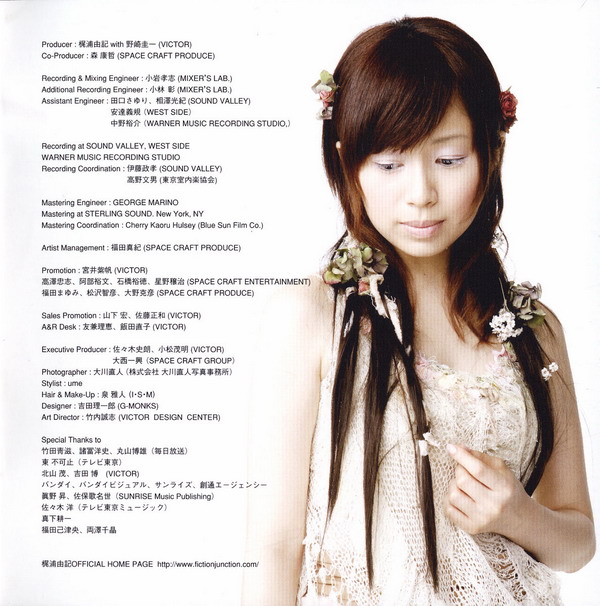 Producer : 梶浦由記 with 野崎圭一 (VICTOR)
Co-Producer : 森 康哲 (SPACE CRAFT PRODUCE)
Recording & Mixing Engineer : 小岩孝志 (MIXER'S LAB.)
Additional Recording Engineer : 小林 彰 (MIXER'S LAB.)
Assistant Engineer : 田口さゆり、相澤光紀 (SOUND VALLEY)
安達義規 (WEST SIDE)
中野裕介 (WARNER MUSIC RECORDING STUDIO,)
Recording at SOUND VALLEY, WEST SIDE
WARNER MUSIC RECORDING STUDIO
Recording Coordination : 伊藤政孝 (SOUND VALLEY)
高野文男 (東京室内楽協会)
Mastering Engineer : GEORGE MARINO
Mastering at STERLING SOUND. New York, NY
Mastering Coordination : Cherry Kaoru Hulsey (Blue Sun Film Co.)
Artist Management : 福田真紀 (SPACE CRAFT PRODUCE)
Promotion : 宮井紫帆 (VICTOR)
高澤忠志、阿部裕文、石橋裕徳、星野穣治 (SPACE CRAFT ENTERTAINMENT)
福田まゆみ、松沢智彦、大野克彦 (SPACE CRAFT PRODUCE)
Sales Promotion : 山下 宏、佐藤正和 (VICTOR)
A&R Desk : 友兼理恵、飯田直子 (VICTOR)
Executive Producer : 佐々木史朗、小松茂明 (VICTOR)
大西一興 (SPACE CRAFT GROUP)
Photographer : 大川直人 (株式会社 大川直人写真事務所)
Stylist : ume
Hair & Make-Up : 泉 雅人 (I・S・M)
Designer : 吉田理一郎 (G-MONKS)
Art Director : 竹内誠志 (VICTOR DESIGN CENTER)
Special Thanks to
竹田青滋、諸冨洋史、丸山博雄 (毎日放送)
東 不可止 (テレビ東京)
北山 茂、吉田 博 (VICTOR)
バンダイ、バンダイビジュアル、サンライズ、創通エージェンシー
眞野 昇、佐保歌名世 (SUNRISE Music Publishing)
佐々木 洋 (テレビ東京ミュージック)
真下耕一
福田己津央、両澤千晶
梶浦由記OFFICIAL HOME PAGE http://www.fictionjunction.com/